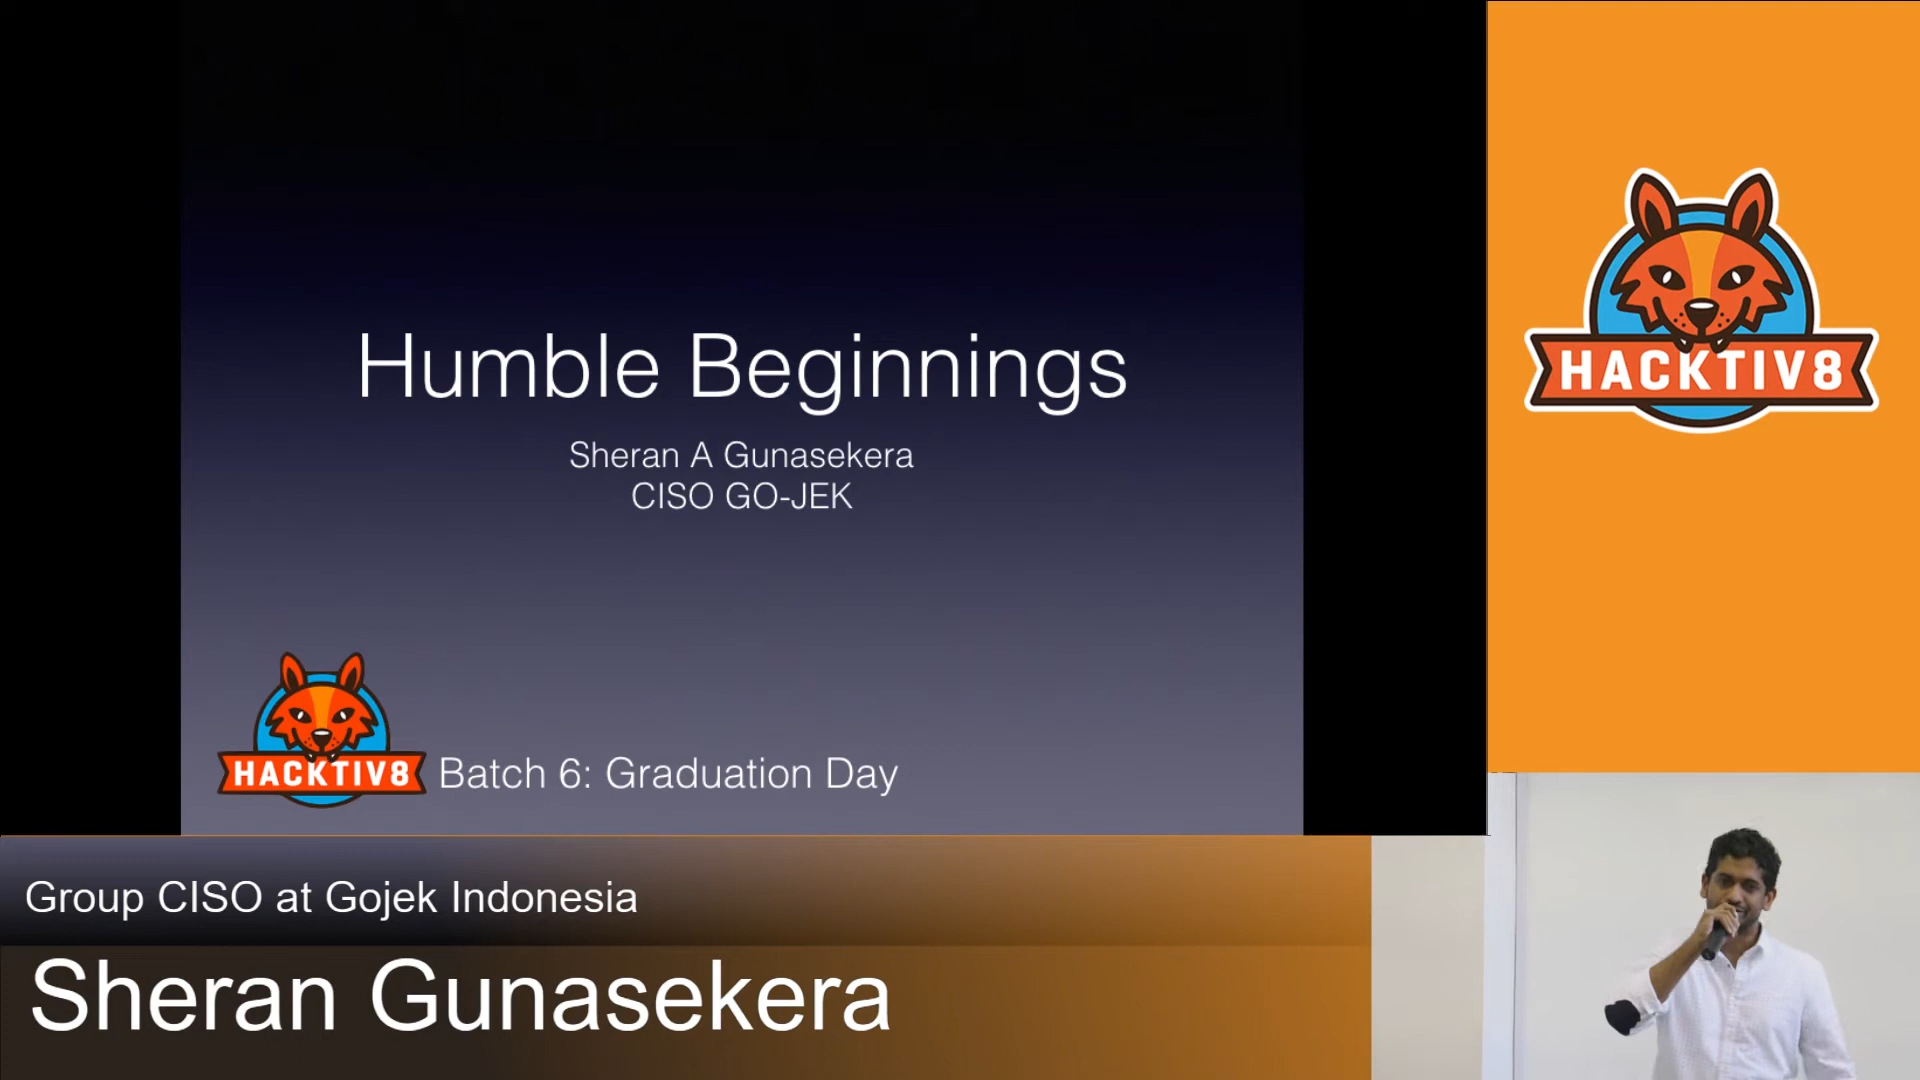 Humble Beginnings
Sheran A Gunasekera
CISO GO-JEK
HACKTIV8
Batch 6: Graduation Day
HACKTIV8
Group CISO at Gojek Indonesia
Sheran Gunasekera